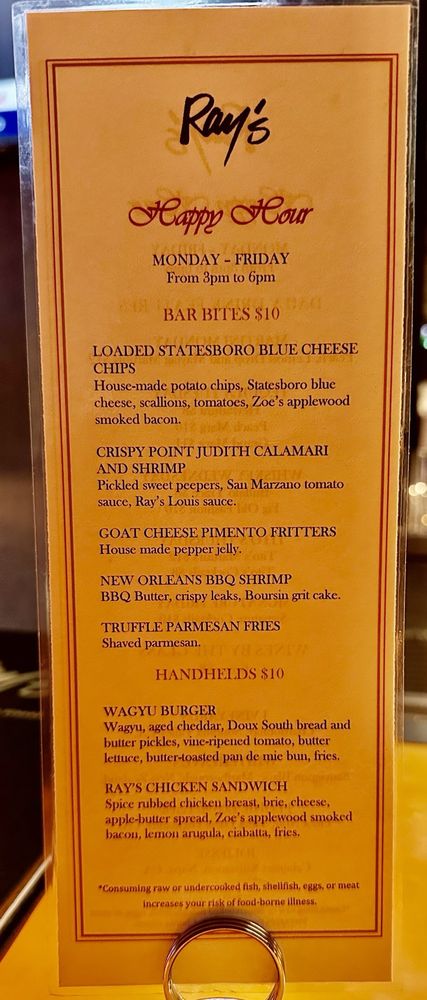 Ray's
Happy Hour
MONDAY - FRIDAY
From 3pm to 6pm
BAR BITES $10
LOADED STATESBORO BLUE CHEESE
CHIPS
House-made potato chips, Statesboro blue
cheese, scallions, tomatoes, Zoe's applewood
smoked bacon.
CRISPY POINT JUDITH CALAMARI
AND SHRIMP
Pickled sweet peepers, San Marzano tomato
sauce, Ray's Louis sauce.
GOAT CHEESE PIMENTO FRITTERS
House made pepper jelly.
NEW ORLEANS BBQ SHRIMP
BBQ Butter, crispy leaks, Boursin grit cake.
TRUFFLE PARMESAN FRIES
Shaved parmesan.
HANDHELDS $10
WAGYU BURGER
Wagyu, aged cheddar, Doux South bread and
butter pickles, vine-ripened tomato, butter
lettuce, butter-toasted pan de mie bun, fries.
RAY'S CHICKEN SANDWICH
Spice rubbed chicken breast, brie, cheese,
apple-butter spread, Zoe's applewood smoked
bacon, lemon arugula, ciabatta, fries.
*Consuming raw or undercooked fish, shellfish, eggs, or meat
increases your risk of food-borne illness.